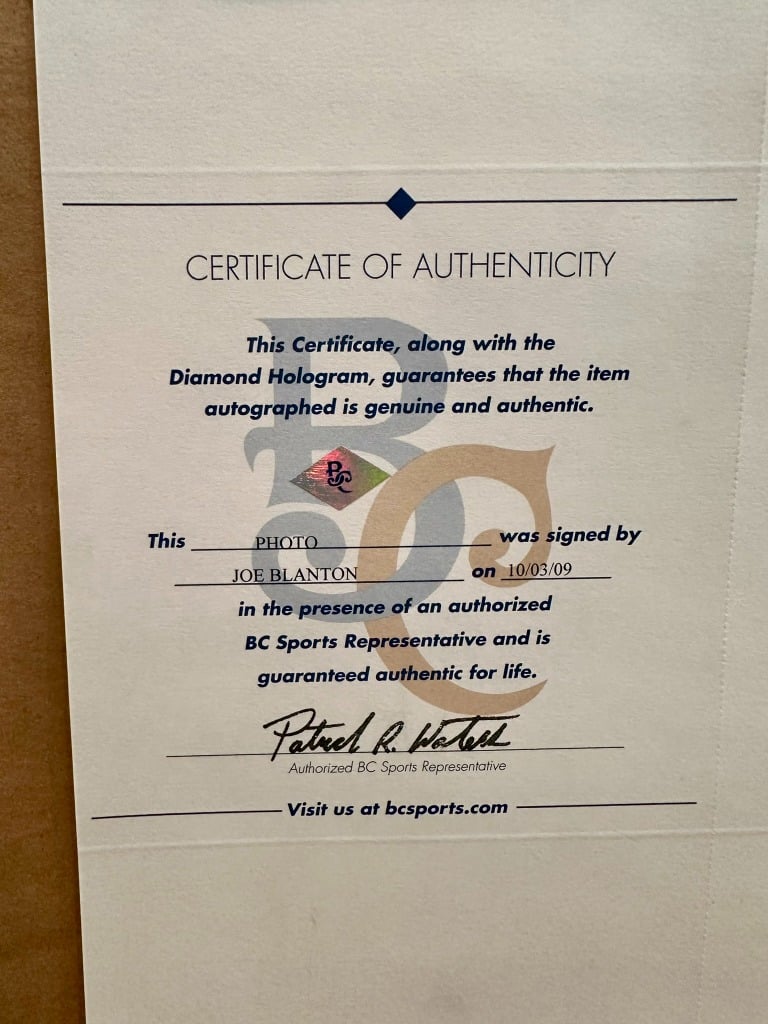 CERTIFICATE OF AUTHENTICITY
This Certificate, along with the
Diamond Hologram, guarantees that the item
autographed is genuine and authentic.
BC
This PHOTO was signed by
JOE BLANTON on 10/03/09
in the presence of an authorized
BC Sports Representative and is
guaranteed authentic for life.
Patrick R. Waters
Authorized BC Sports Representative
Visit us at bcsports.com